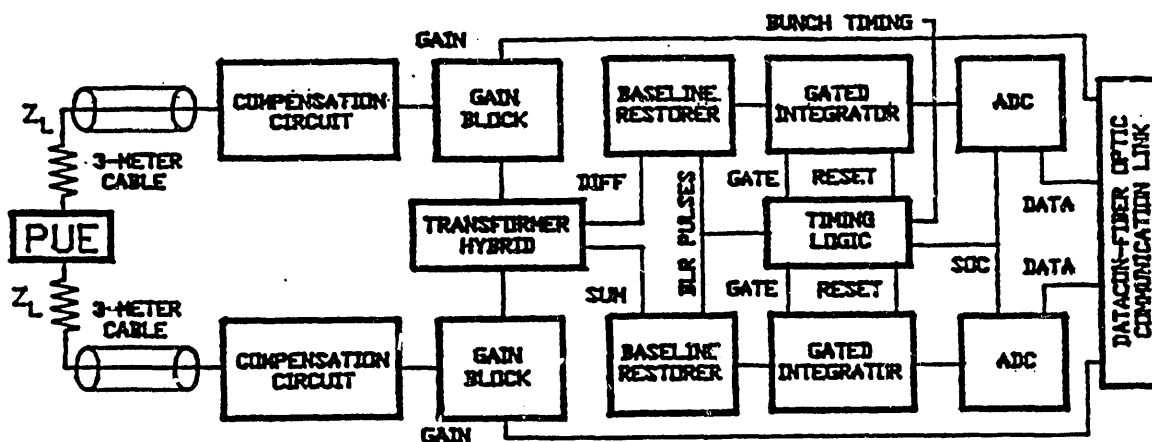 BUNCH TIMING
GAIN
COMPENSATION
CIRCUIT
GAIN
BLOCK
BASELINE
RESTORER
GATED
INTEGRATOR
ADC
Z_L
3-METER
CABLE
DIFF
GATE
RESET
DATA
PUE
TRANSFORMER
HYBRID
BLR PULSES
TIMING
LOGIC
DATACON-FIBER OPTIC
COMMUNICATION LINK
Z_L
SUM
GATE
RESET
SOC
DATA
3-METER
CABLE
COMPENSATION
CIRCUIT
GAIN
BLOCK
BASELINE
RESTORER
GATED
INTEGRATOR
ADC
GAIN